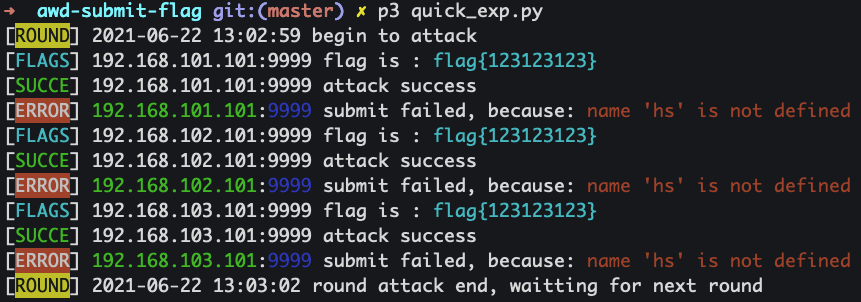 ➜ awd-submit-flag git:(master) ✗ p3 quick_exp.py
[ROUND] 2021-06-22 13:02:59 begin to attack
[FLAGS] 192.168.101.101:9999 flag is : flag{123123123}
[SUCCE] 192.168.101.101:9999 attack success
[ERROR] 192.168.101.101:9999 submit failed, because: name 'hs' is not defined
[FLAGS] 192.168.102.101:9999 flag is : flag{123123123}
[SUCCE] 192.168.102.101:9999 attack success
[ERROR] 192.168.102.101:9999 submit failed, because: name 'hs' is not defined
[FLAGS] 192.168.103.101:9999 flag is : flag{123123123}
[SUCCE] 192.168.103.101:9999 attack success
[ERROR] 192.168.103.101:9999 submit failed, because: name 'hs' is not defined
[ROUND] 2021-06-22 13:03:02 round attack end, waitting for next round